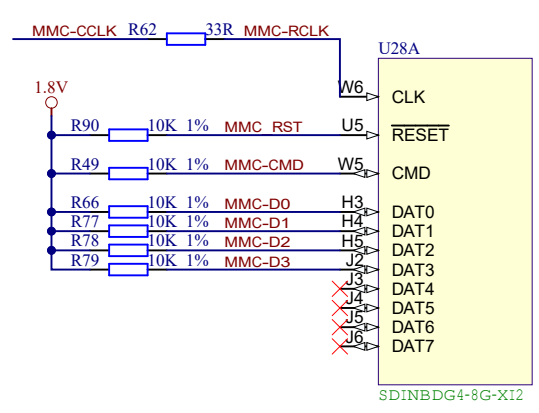 MMC-CCLK R62 33R MMC-RCLK
U28A
1.8V
W6 CLK
R90 10K 1% MMC_RST U5 RESET
R49 10K 1% MMC-CMD W5 CMD
R66 10K 1% MMC-D0 H3 DAT0
R77 10K 1% MMC-D1 H4 DAT1
R78 10K 1% MMC-D2 H5 DAT2
R79 10K 1% MMC-D3 J2 DAT3
J3 DAT4
J4 DAT5
J5 DAT6
J6 DAT7
SDINBDG4-8G-XI2